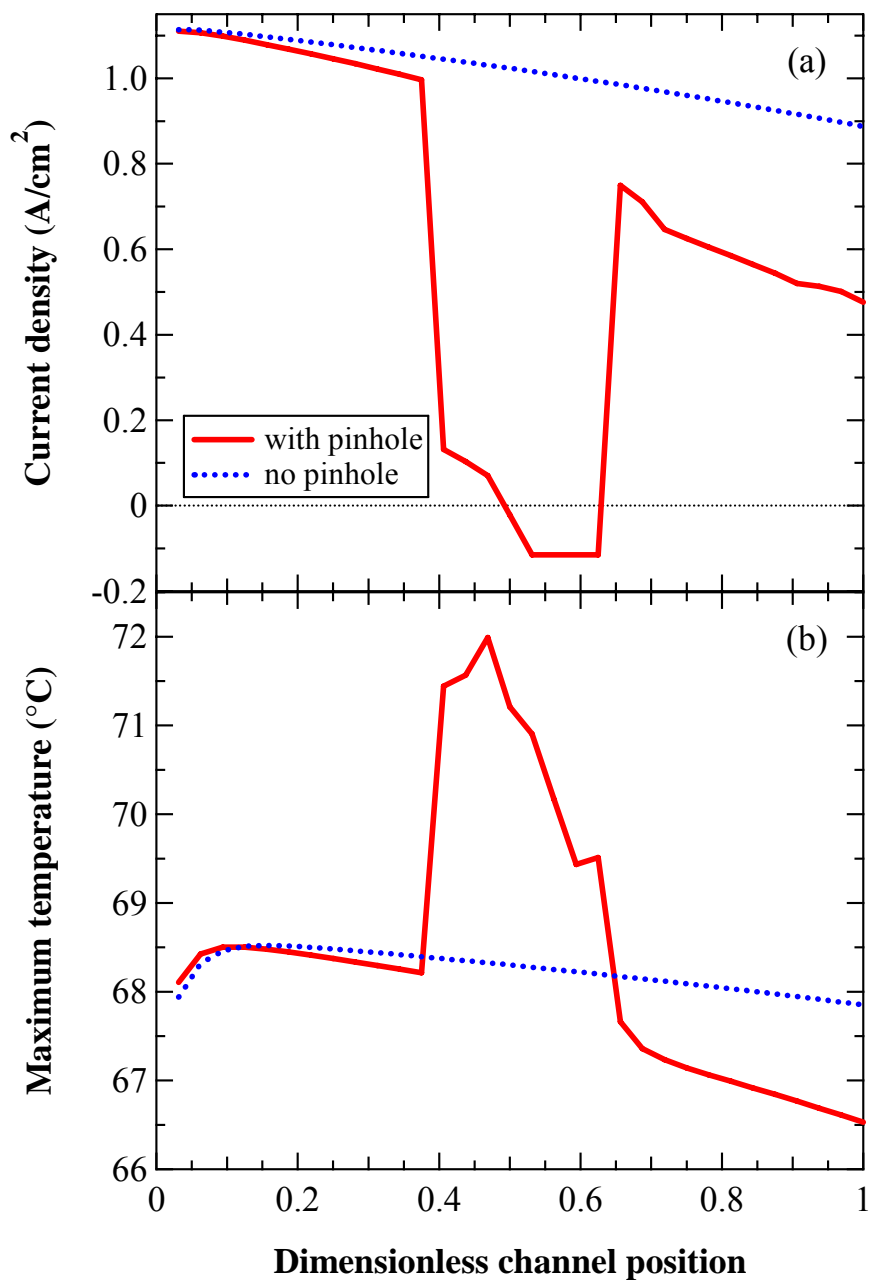 (a)
Current density (A/cm²)
1.0
0.8
0.6
0.4
0.2
0
-0.2
with pinhole
no pinhole
(b)
Maximum temperature (°C)
72
71
70
69
68
67
66
0
0.2
0.4
0.6
0.8
1
Dimensionless channel position